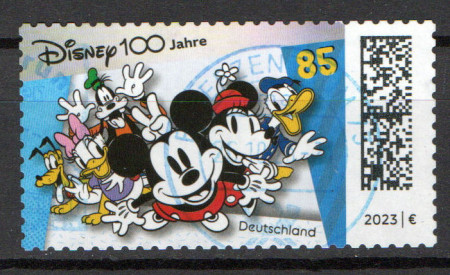 Disney 100 Jahre
85
Deutschland
2023 | €